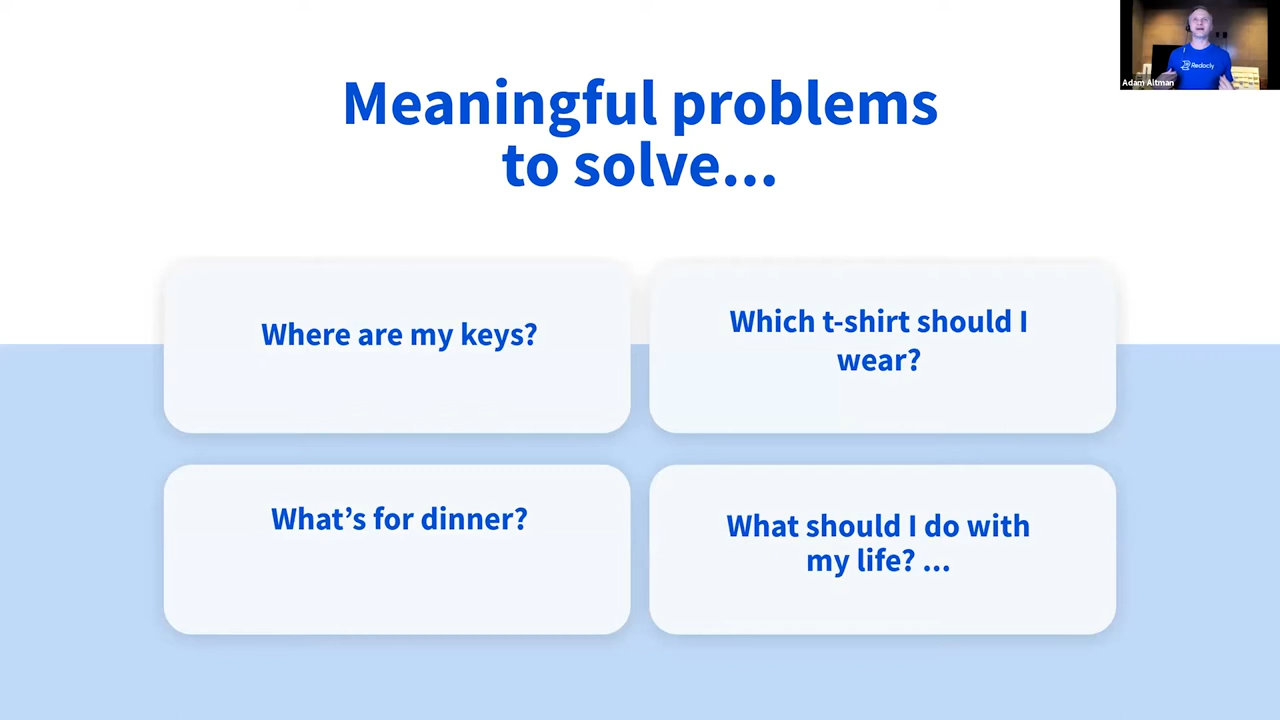 Meaningful problems
to solve...
Redocly
Adam Altman
Where are my keys?
Which t-shirt should I
wear?
What's for dinner?
What should I do with
my life? ...